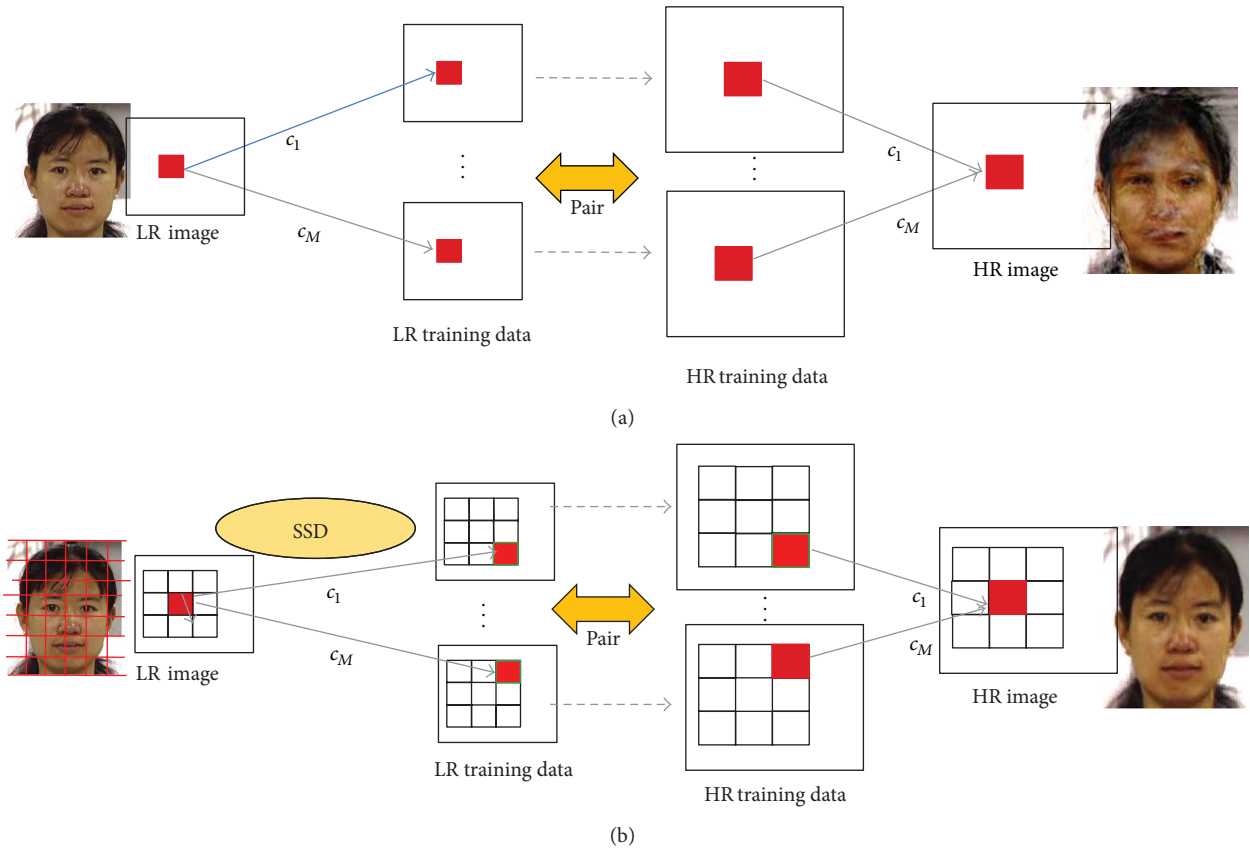 c1
cM
LR image
⋮
⋮
Pair
c1
cM
HR image
LR training data
HR training data
(a)
SSD
c1
cM
LR image
⋮
⋮
Pair
c1
cM
HR image
LR training data
HR training data
(b)